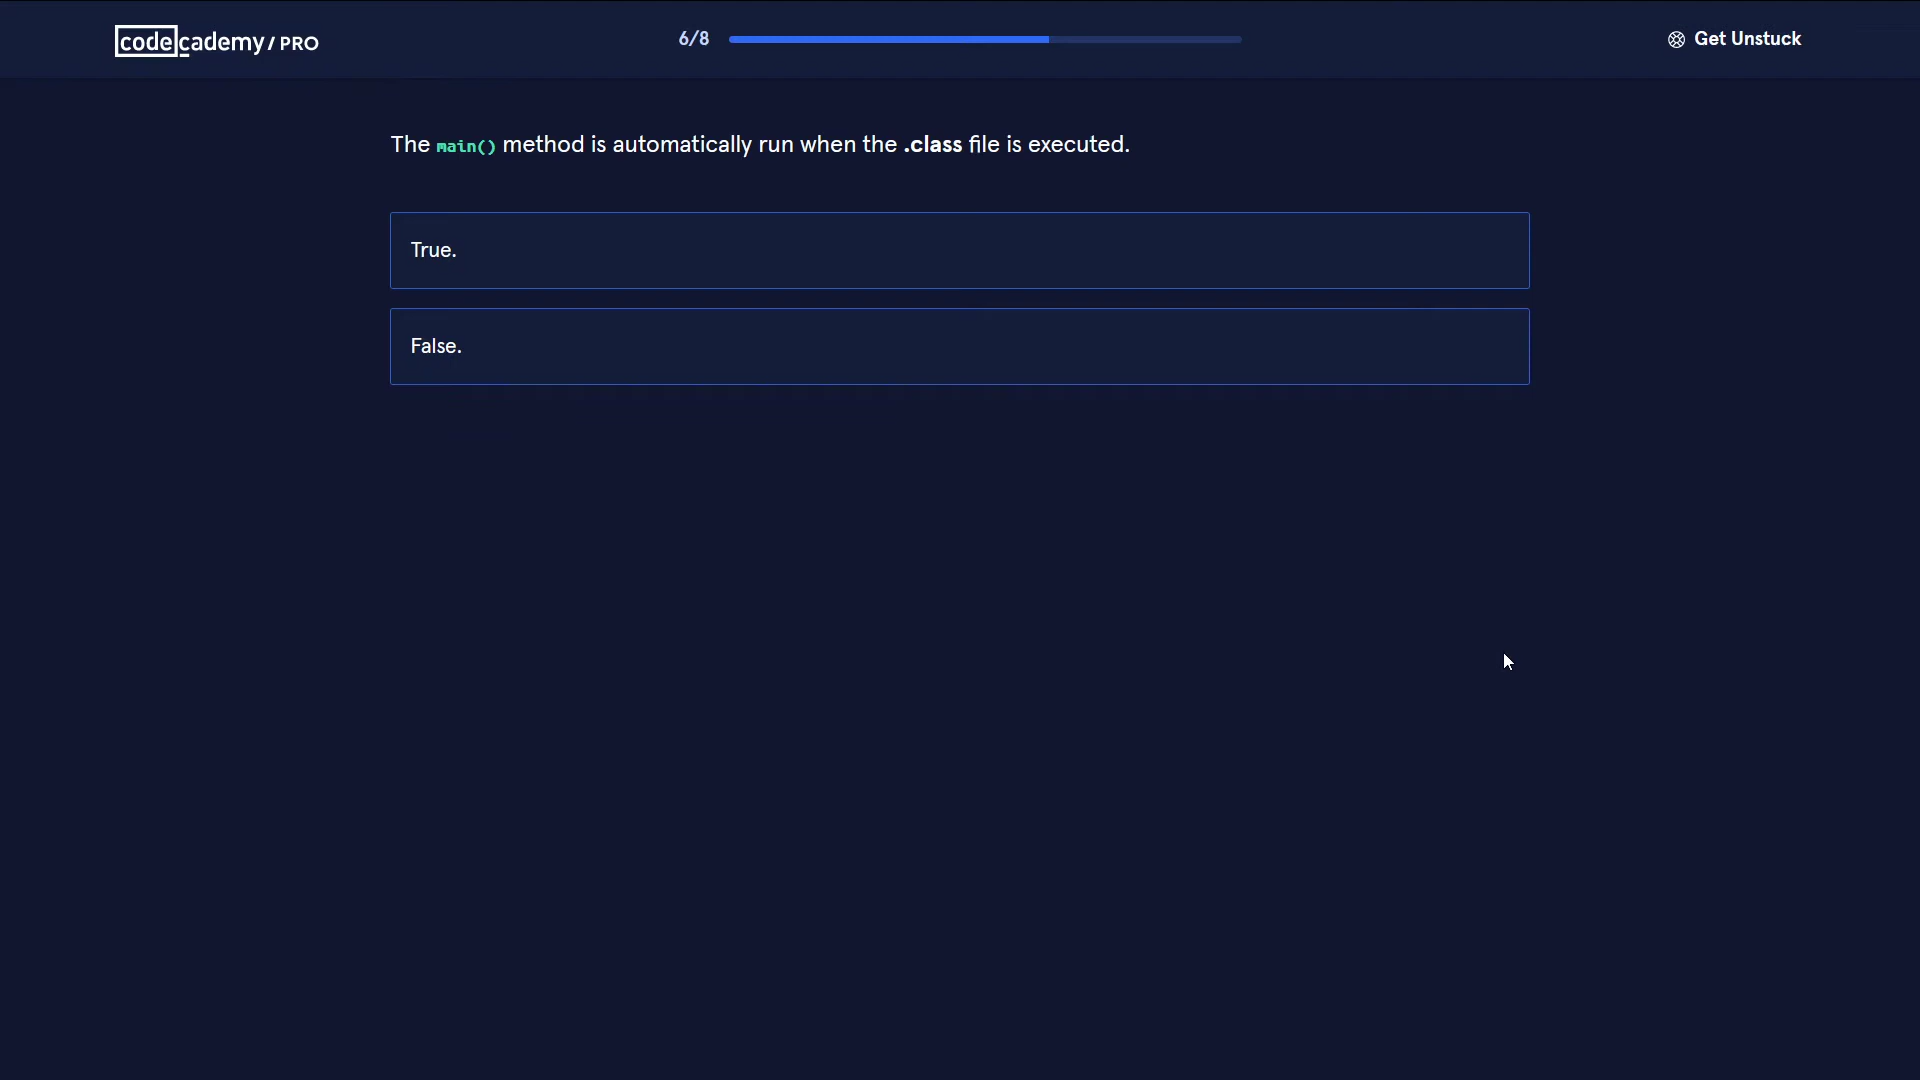 codecademy / PRO
6/8
Get Unstuck
The main() method is automatically run when the .class file is executed.
True.
False.